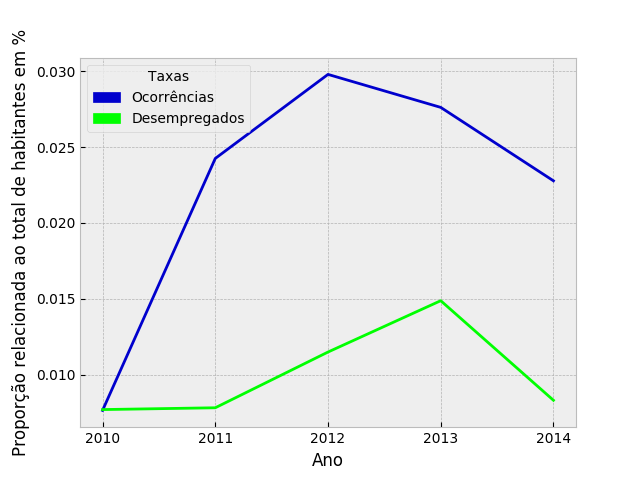 Proporção relacionada ao total de habitantes em %
0.030
0.025
0.020
0.015
0.010
Taxas
Ocorrências
Desempregados
2010 2011 2012 2013 2014
Ano